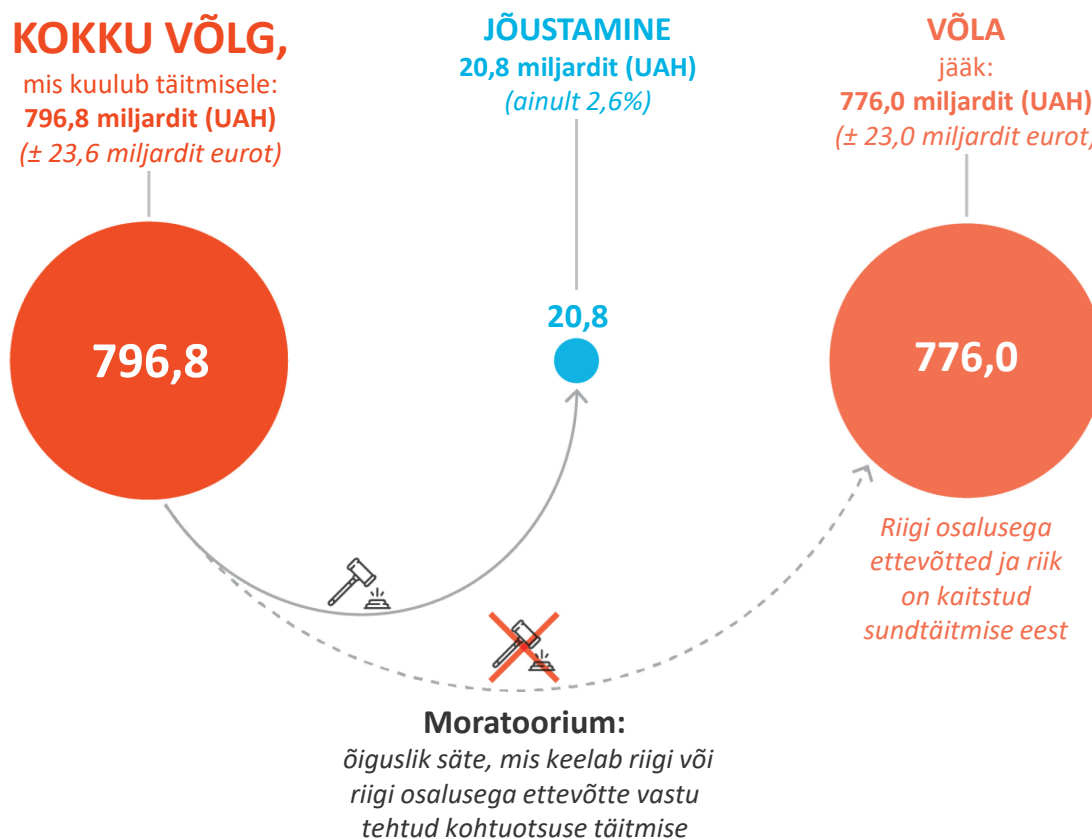 KOKKU VÕLG,
mis kuulub täitmisele:
796,8 miljardit (UAH)
(± 23,6 miljardit eurot)
JÕUSTAMINE
20,8 miljardit (UAH)
(ainult 2,6%)
VÕLA
jääk:
776,0 miljardit (UAH)
(± 23,0 miljardit eurot)
796,8
20,8
776,0
Riigi osalusega
ettevõtted ja riik
on kaitstud
sundtäitmise eest
Moratoorium:
õiguslik säte, mis keelab riigi või
riigi osalusega ettevõtte vastu
tehtud kohtuotsuse täitmise